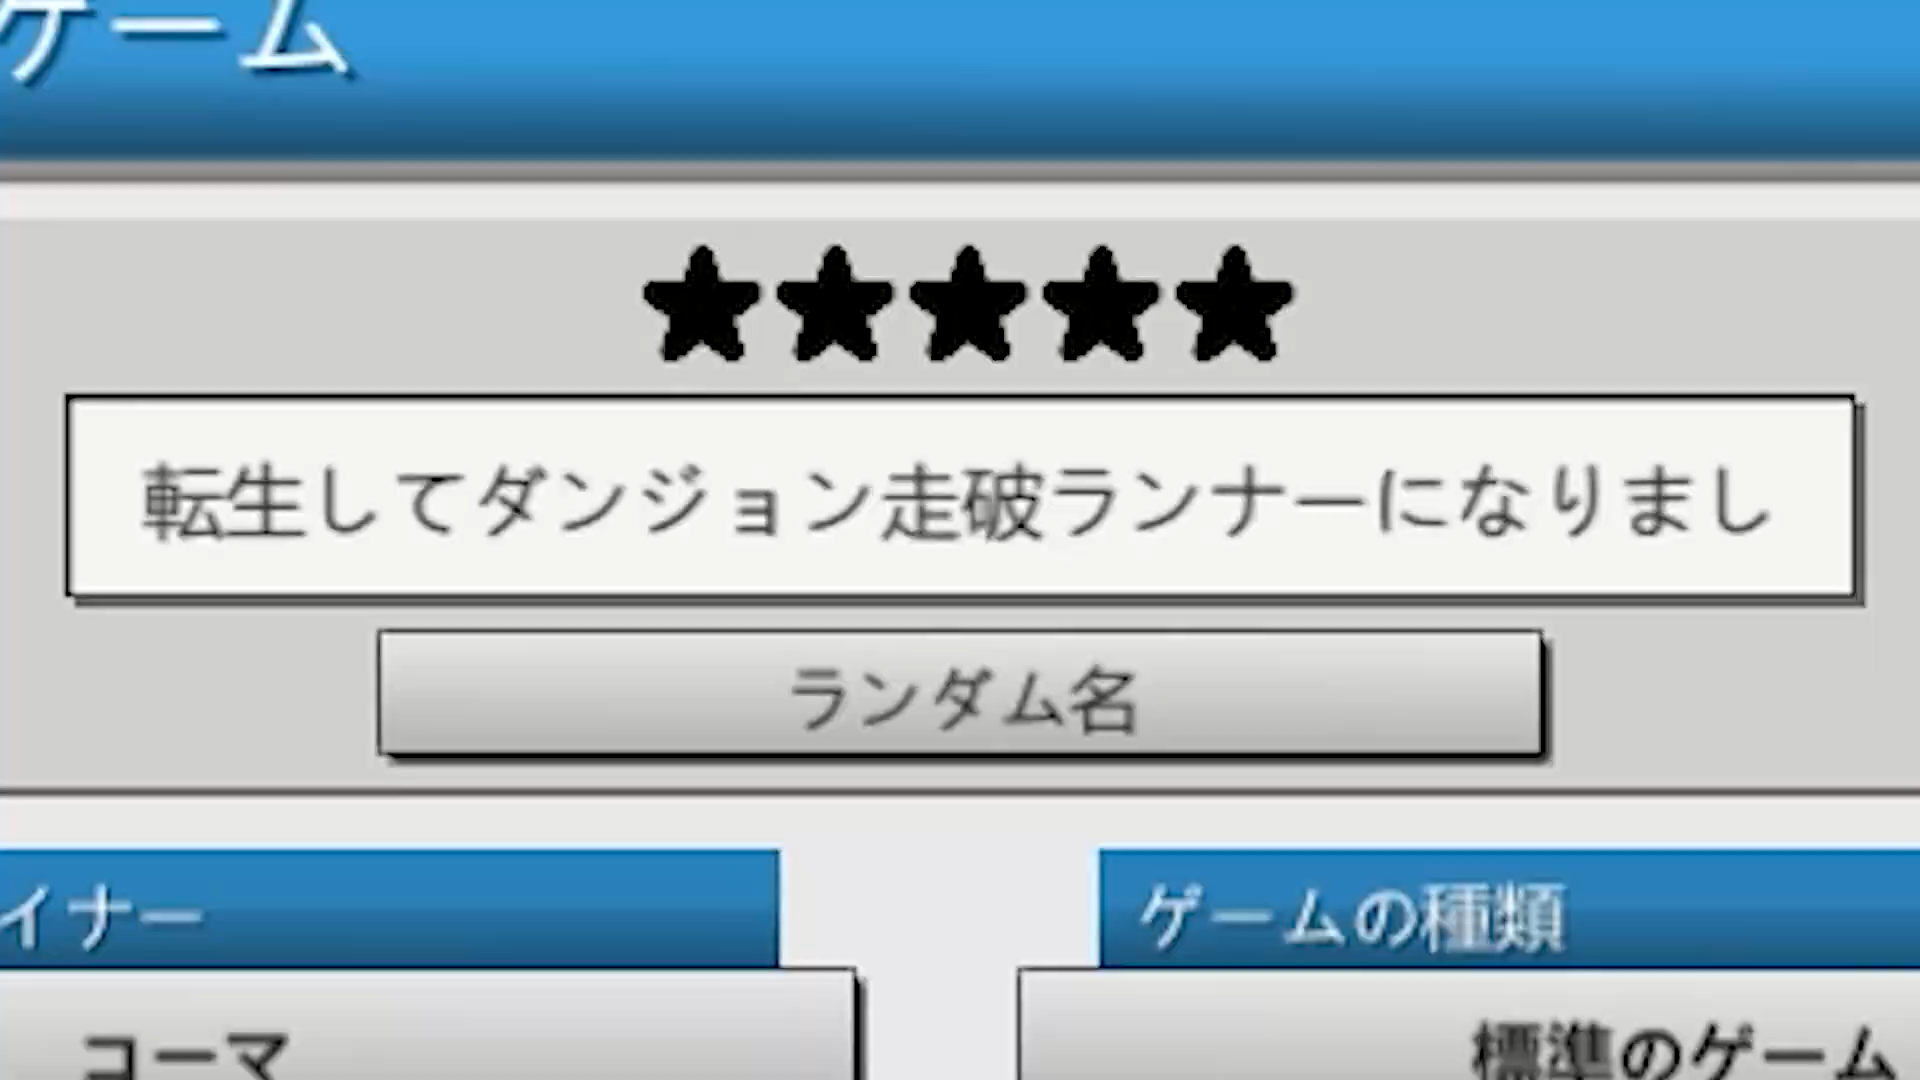 ゲーム
★★★★★
転生してダンジョン走破ランナーになりまし
ランダム名
イナー
ゲームの種類
コーマ
標準のゲーム